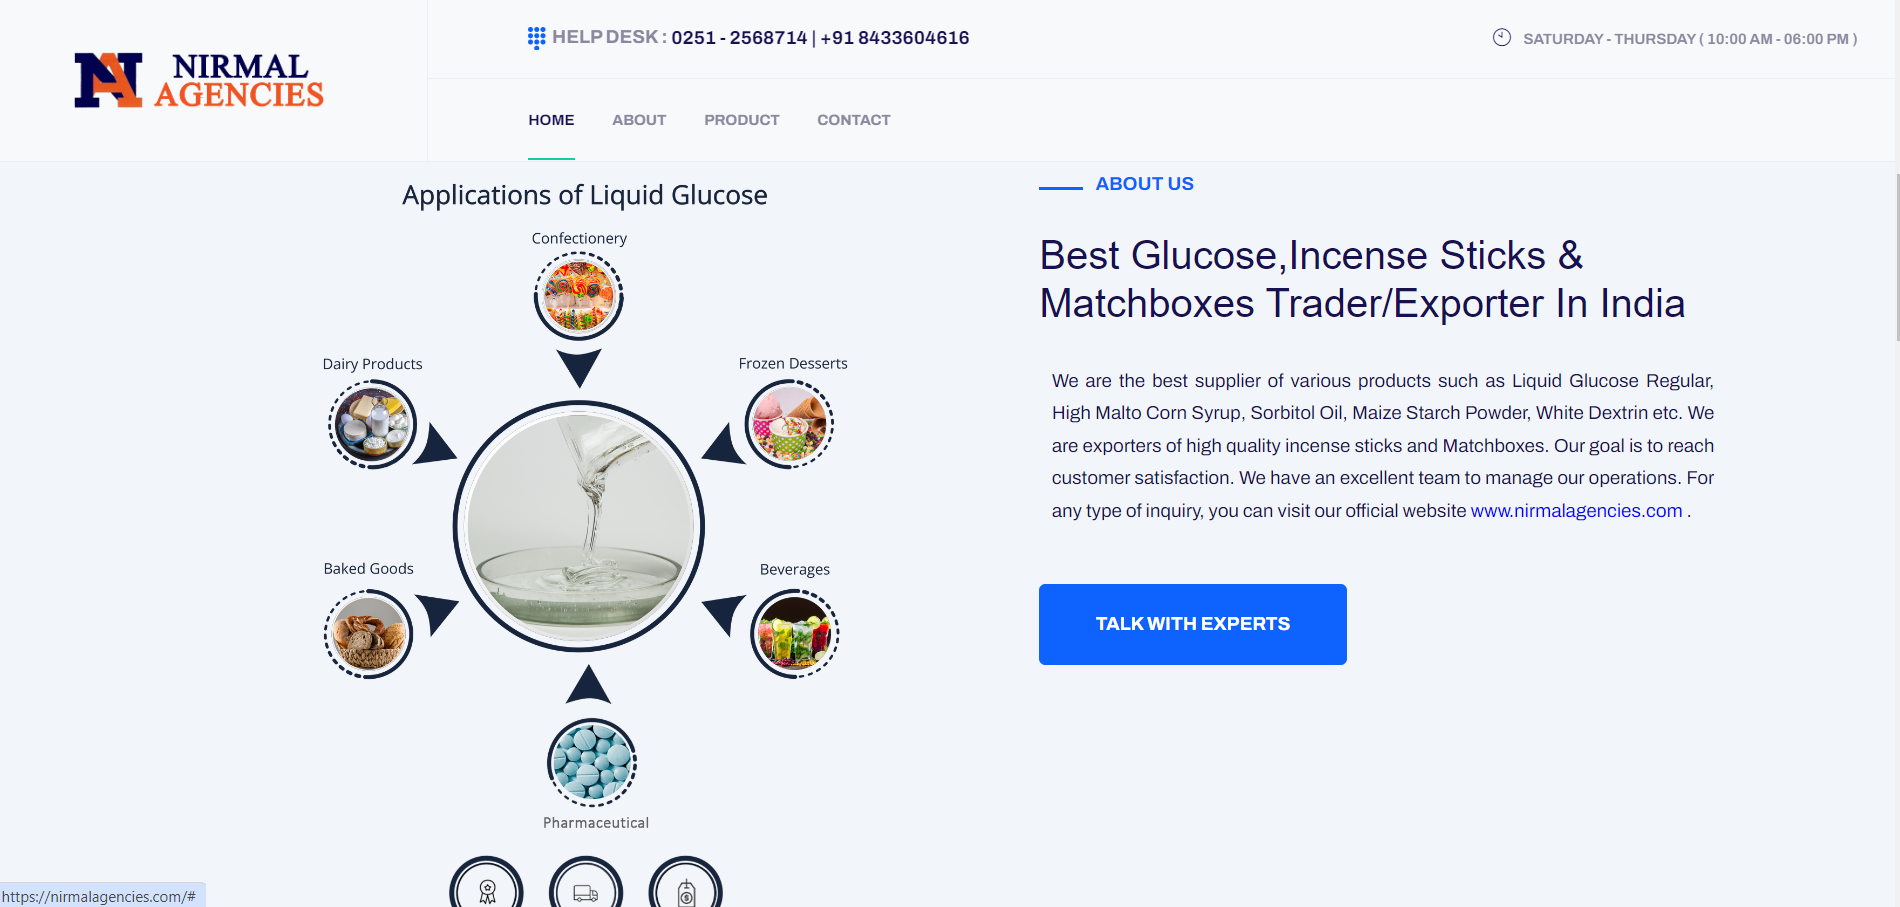 NIRMAL
AGENCIES
HELP DESK : 0251 - 2568714 | +91 8433604616
SATURDAY - THURSDAY ( 10:00 AM - 06:00 PM )
HOME
ABOUT
PRODUCT
CONTACT
Applications of Liquid Glucose
Confectionery
Dairy Products
Frozen Desserts
Baked Goods
Beverages
Pharmaceutical
ABOUT US
Best Glucose,Incense Sticks &
Matchboxes Trader/Exporter In India
We are the best supplier of various products such as Liquid Glucose Regular,
High Malto Corn Syrup, Sorbitol Oil, Maize Starch Powder, White Dextrin etc. We
are exporters of high quality incense sticks and Matchboxes. Our goal is to reach
customer satisfaction. We have an excellent team to manage our operations. For
any type of inquiry, you can visit our official website www.nirmalagencies.com .
TALK WITH EXPERTS
https://nirmalagencies.com/#